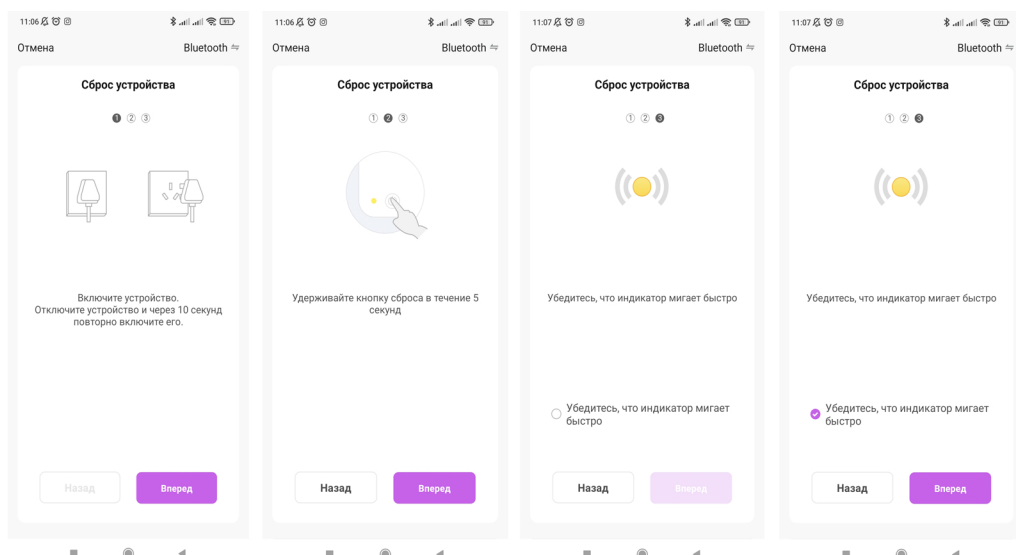 11:06
91
Отмена
Bluetooth
Сброс устройства
1 2 3
Включите устройство.
Отключите устройство и через 10 секунд
повторно включите его.
Назад
Вперед
11:06
91
Отмена
Bluetooth
Сброс устройства
1 2 3
Удерживайте кнопку сброса в течение 5
секунд
Назад
Вперед
11:07
91
Отмена
Bluetooth
Сброс устройства
1 2 3
Убедитесь, что индикатор мигает быстро
Убедитесь, что индикатор мигает
быстро
Назад
Вперед
11:07
91
Отмена
Bluetooth
Сброс устройства
1 2 3
Убедитесь, что индикатор мигает быстро
Убедитесь, что индикатор мигает
быстро
Назад
Вперед